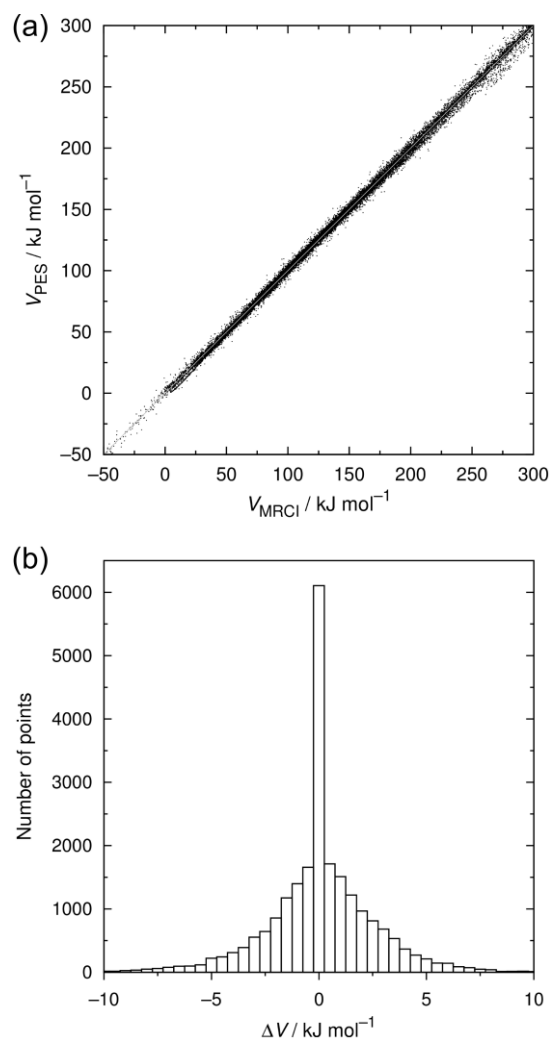 (a)
300
250
200
150
100
50
0
−50
V_PES / kJ mol⁻¹
−50 0 50 100 150 200 250 300
V_MRCI / kJ mol⁻¹
(b)
6000
5000
4000
3000
2000
1000
0
Number of points
−10 −5 0 5 10
ΔV / kJ mol⁻¹